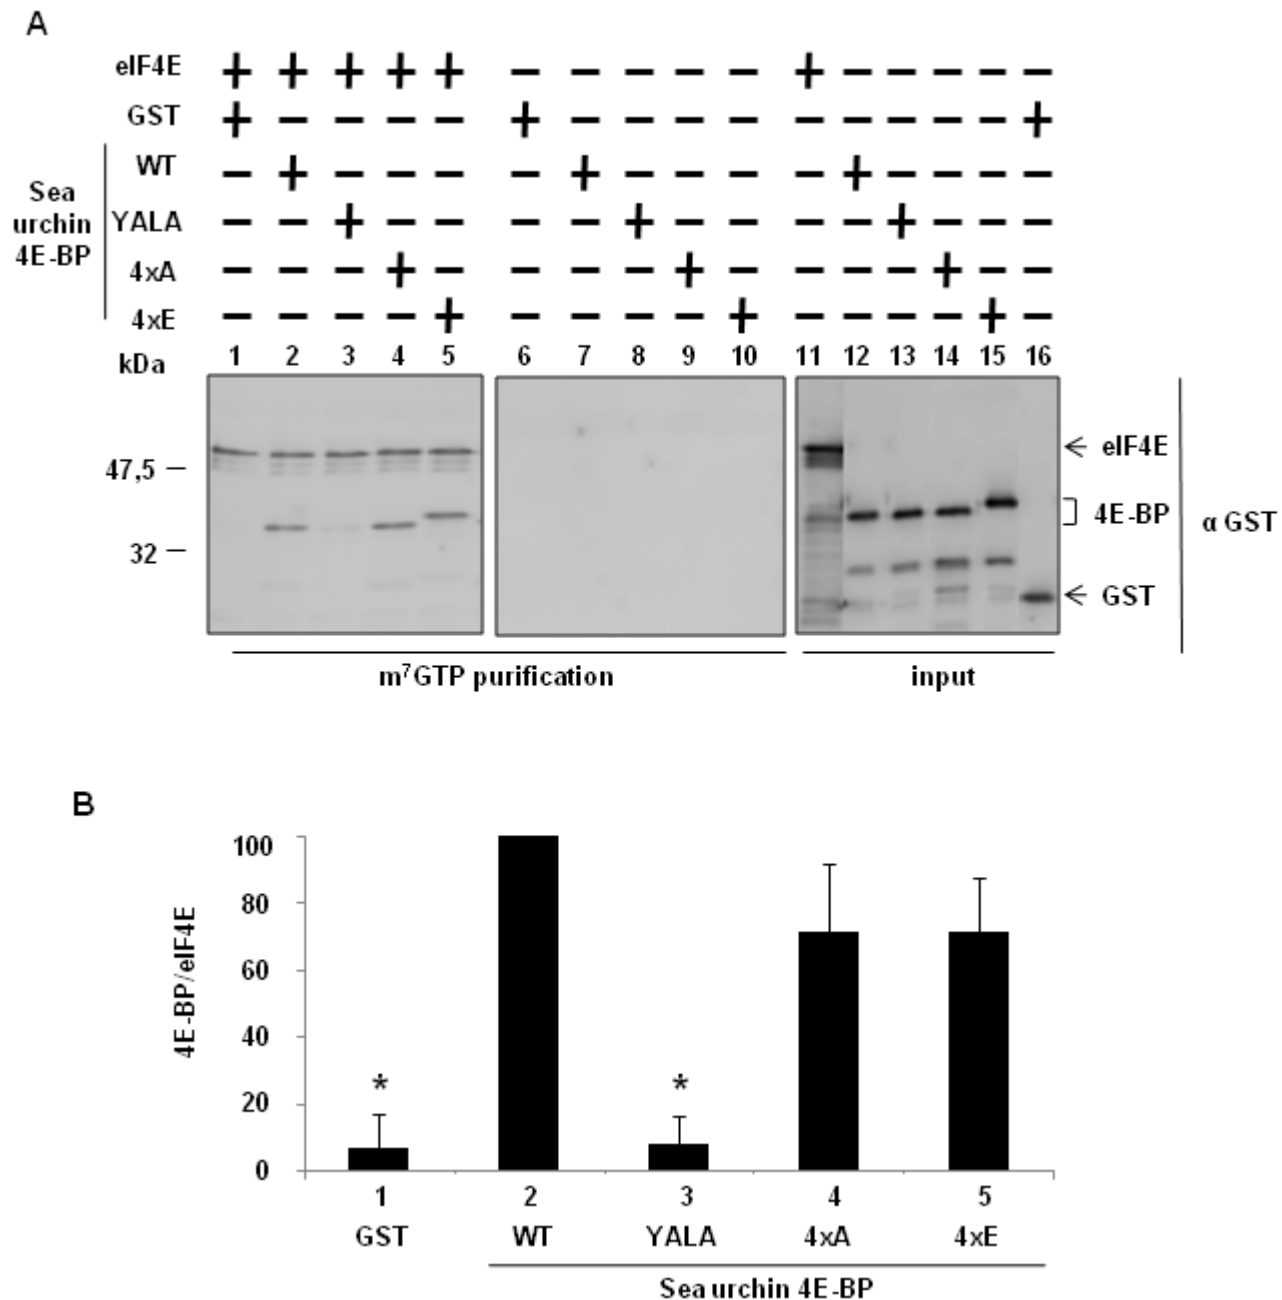 A
eIF4E + + + + + − − − − − + − − − − −
GST + − − − − + − − − − − − − − − +
WT − + − − − − + − − − − + − − − −
YALA − − + − − − − + − − − − + − − −
4xA − − − + − − − − + − − − − + − −
4xE − − − − + − − − − + − − − − + −
Sea
urchin
4E-BP
kDa 1 2 3 4 5 6 7 8 9 10 11 12 13 14 15 16
47,5
32
eIF4E
4E-BP
GST
α GST
m⁷GTP purification input
B
4E-BP/eIF4E
100
80
60
40
20
0
* *
1 2 3 4 5
GST WT YALA 4xA 4xE
Sea urchin 4E-BP